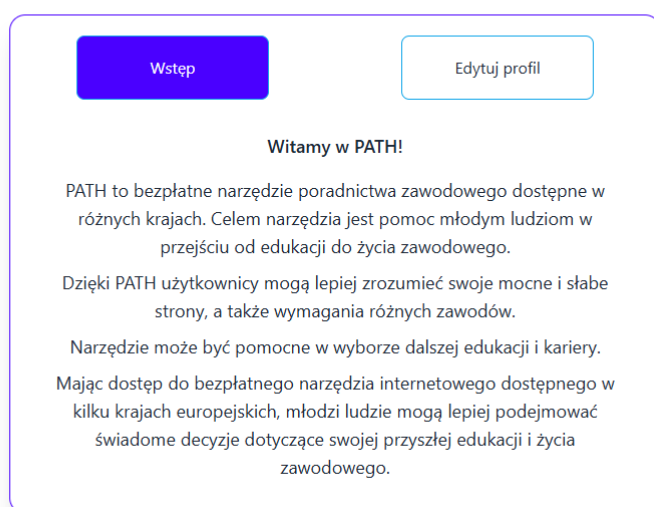 Wstęp
Edytuj profil
Witamy w PATH!
PATH to bezpłatne narzędzie poradnictwa zawodowego dostępne w
różnych krajach. Celem narzędzia jest pomoc młodym ludziom w
przejściu od edukacji do życia zawodowego.
Dzięki PATH użytkownicy mogą lepiej zrozumieć swoje mocne i słabe
strony, a także wymagania różnych zawodów.
Narzędzie może być pomocne w wyborze dalszej edukacji i kariery.
Mając dostęp do bezpłatnego narzędzia internetowego dostępnego w
kilku krajach europejskich, młodzi ludzie mogą lepiej podejmować
świadome decyzje dotyczące swojej przyszłej edukacji i życia
zawodowego.